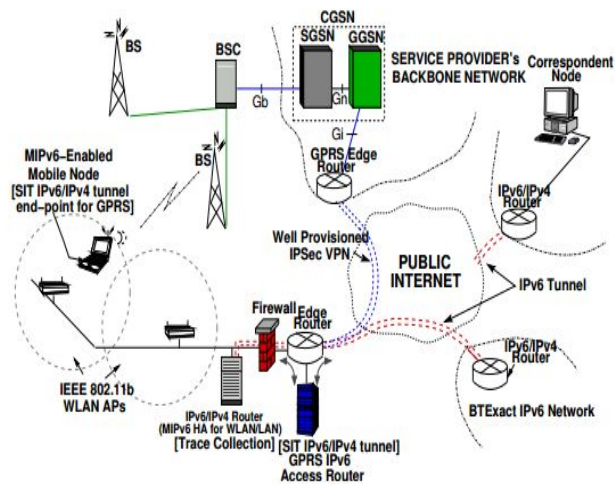 CGSN
SGSN
GGSN
BS
BSC
Gb
Gn
Gi
SERVICE PROVIDER's
BACKBONE NETWORK
Correspondent
Node
BS
GPRS Edge
Router
MIPv6-Enabled
Mobile Node
[SIT IPv6/IPv4 tunnel
end-point for GPRS]
IPv6/IPv4
Router
Well Provisioned
IPSec VPN
PUBLIC
INTERNET
IPv6 Tunnel
Firewall
Edge
Router
IPv6/IPv4
Router
BTExact IPv6 Network
IEEE 802.11b
WLAN APs
IPv6/IPv4 Router
(MIPv6 HA for WLAN/LAN)
[Trace Collection]
[SIT IPv6/IPv4 tunnel]
GPRS IPv6
Access Router